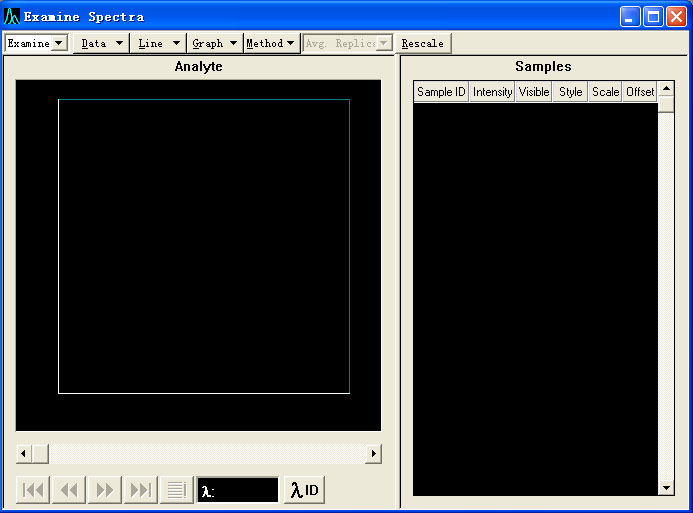 Examine Spectra
Examine Data Line Graph Method Avg. Replica Rescale
Analyte
Samples
Sample ID Intensity Visible Style Scale Offset
λ:
λ ID